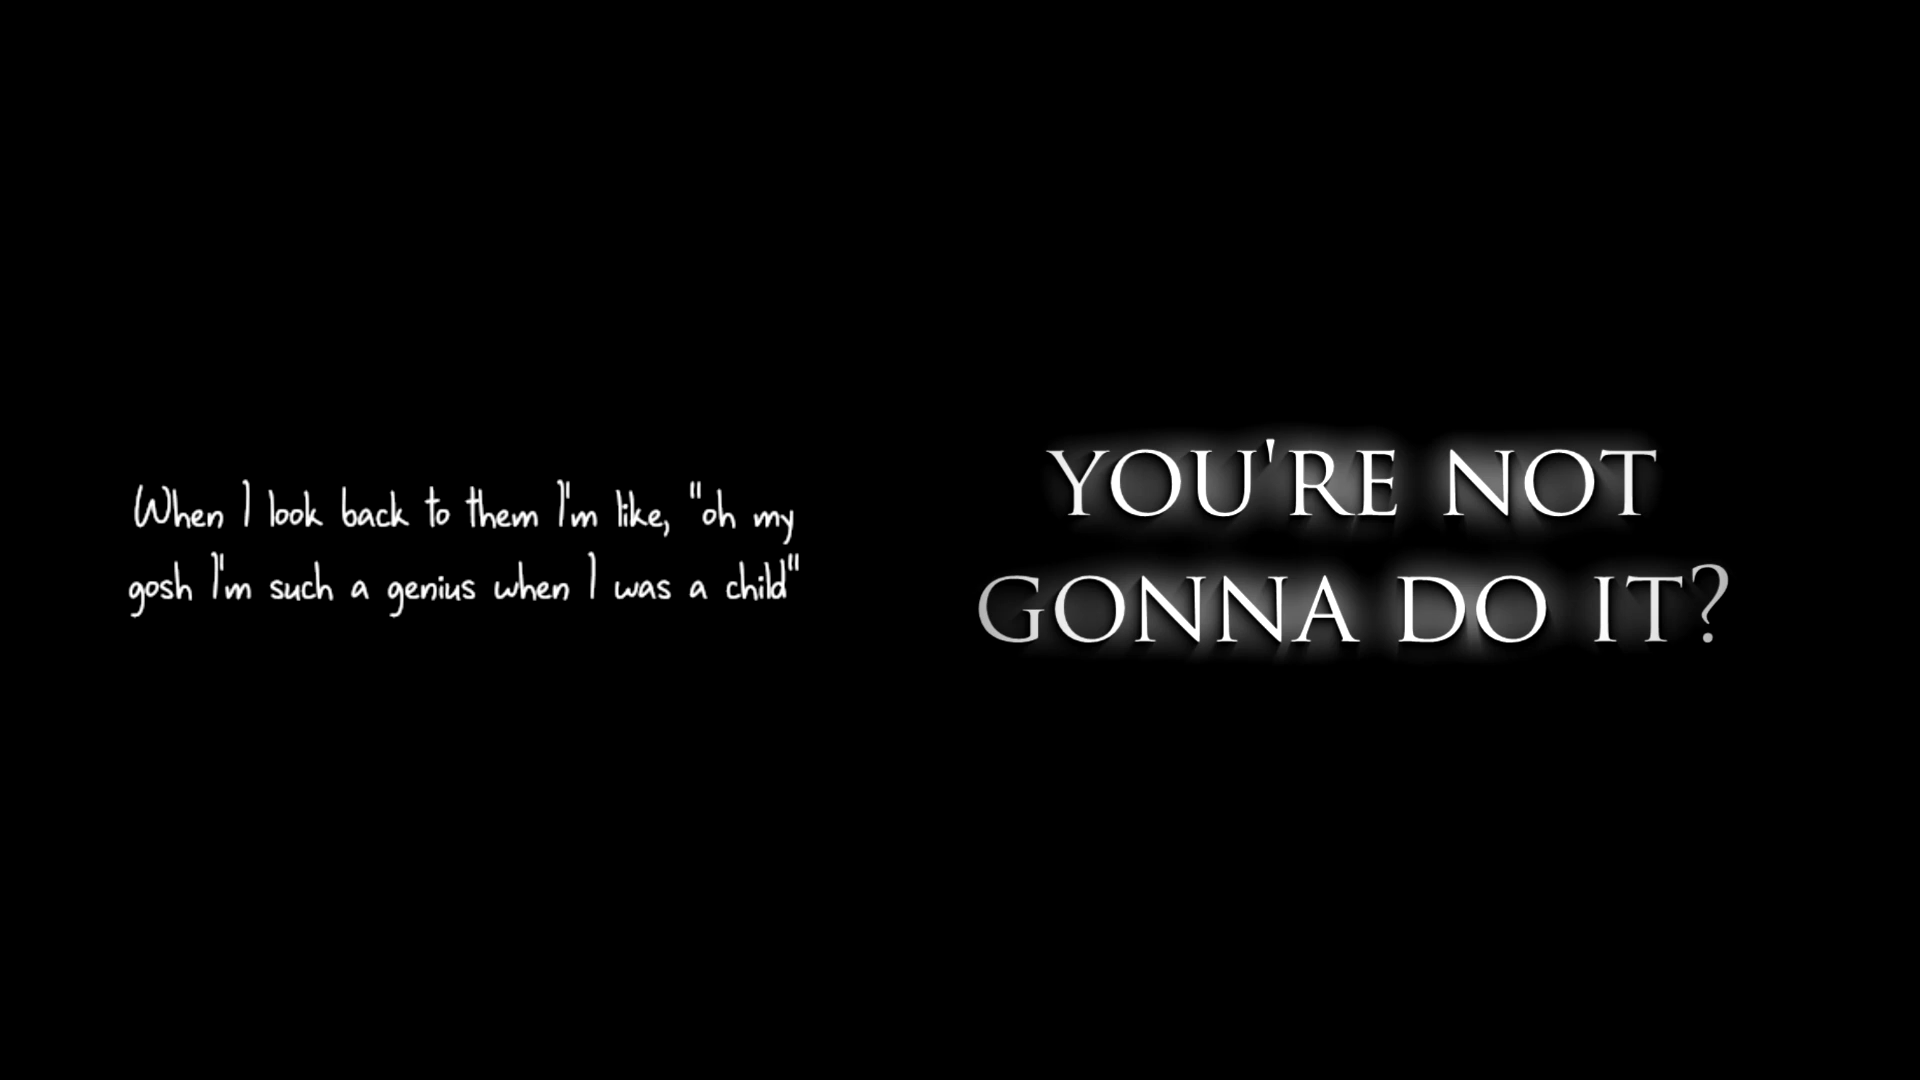 When I look back to them I'm like, "oh my
gosh I'm such a genius when I was a child"
YOU'RE NOT
GONNA DO IT?